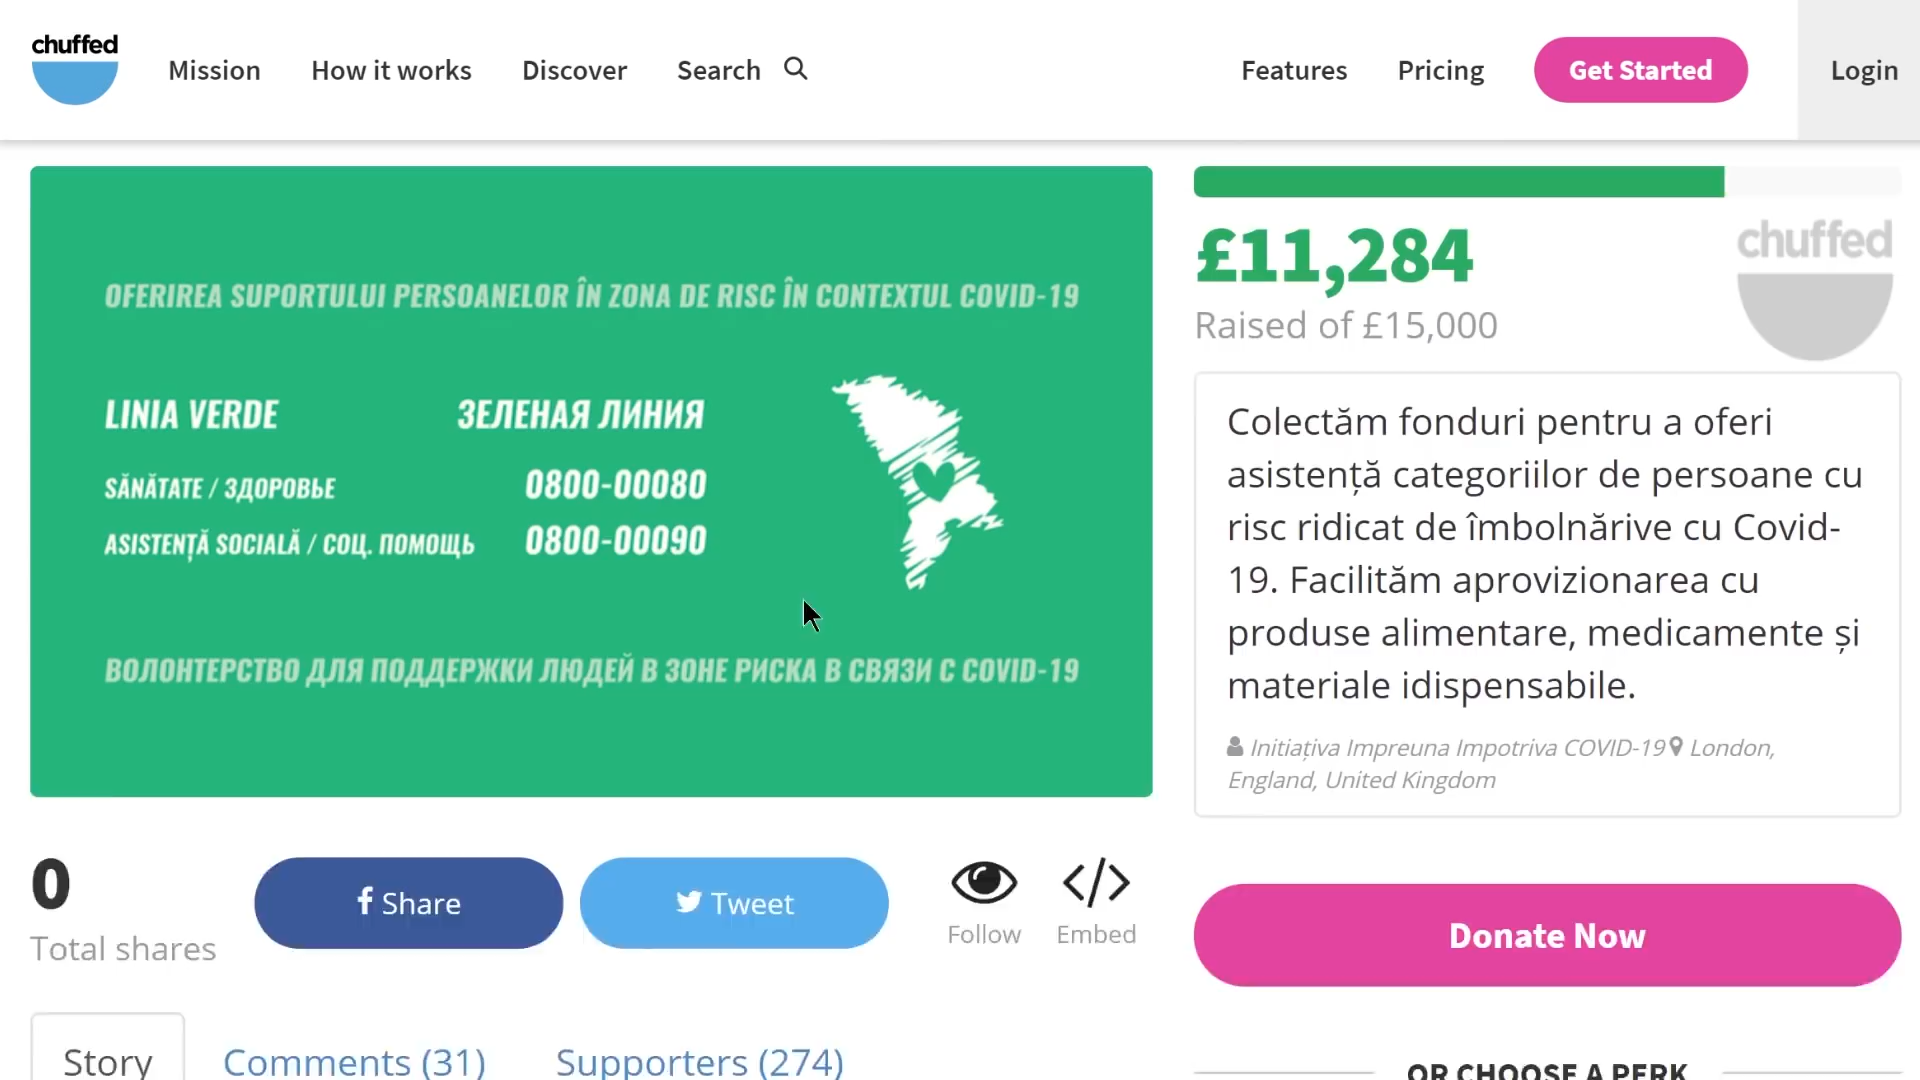 chuffed
Mission
How it works
Discover
Search
Features
Pricing
Get Started
Login
OFERIREA SUPORTULUI PERSOANELOR ÎN ZONA DE RISC ÎN CONTEXTUL COVID-19
LINIA VERDE
ЗЕЛЕНАЯ ЛИНИЯ
SĂNĂTATE / ЗДОРОВЬЕ
0800-00080
ASISTENȚĂ SOCIALĂ / СОЦ. ПОМОЩЬ
0800-00090
ВОЛОНТЕРСТВО ДЛЯ ПОДДЕРЖКИ ЛЮДЕЙ В ЗОНЕ РИСКА В СВЯЗИ С COVID-19
£11,284
Raised of £15,000
chuffed
Colectăm fonduri pentru a oferi
asistență categoriilor de persoane cu
risc ridicat de îmbolnărive cu Covid-
19. Facilităm aprovizionarea cu
produse alimentare, medicamente și
materiale idispensabile.
Inițiativa Impreuna Impotriva COVID-19 London,
England, United Kingdom
0
Total shares
Share
Tweet
Follow
Embed
Donate Now
Story
Comments (31)
Supporters (274)
OR CHOOSE A PERK